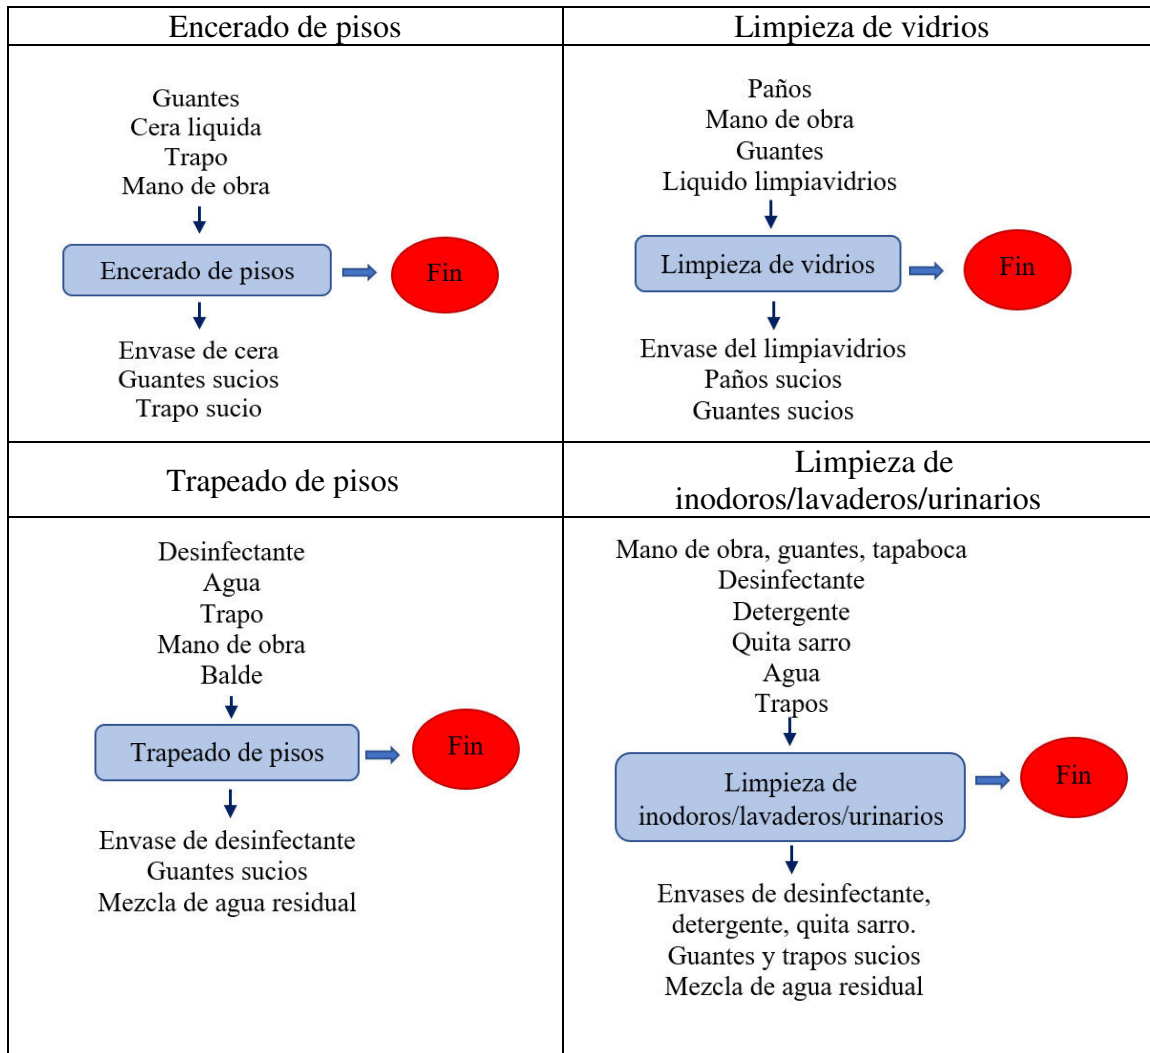 Encerado de pisos
Guantes
Cera liquida
Trapo
Mano de obra
Encerado de pisos
Fin
Envase de cera
Guantes sucios
Trapo sucio
Limpieza de vidrios
Paños
Mano de obra
Guantes
Liquido limpiavidrios
Limpieza de vidrios
Fin
Envase del limpiavidrios
Paños sucios
Guantes sucios
Trapeado de pisos
Desinfectante
Agua
Trapo
Mano de obra
Balde
Trapeado de pisos
Fin
Envase de desinfectante
Guantes sucios
Mezcla de agua residual
Limpieza de
inodoros/lavaderos/urinarios
Mano de obra, guantes, tapaboca
Desinfectante
Detergente
Quita sarro
Agua
Trapos
Limpieza de
inodoros/lavaderos/urinarios
Fin
Envases de desinfectante,
detergente, quita sarro.
Guantes y trapos sucios
Mezcla de agua residual